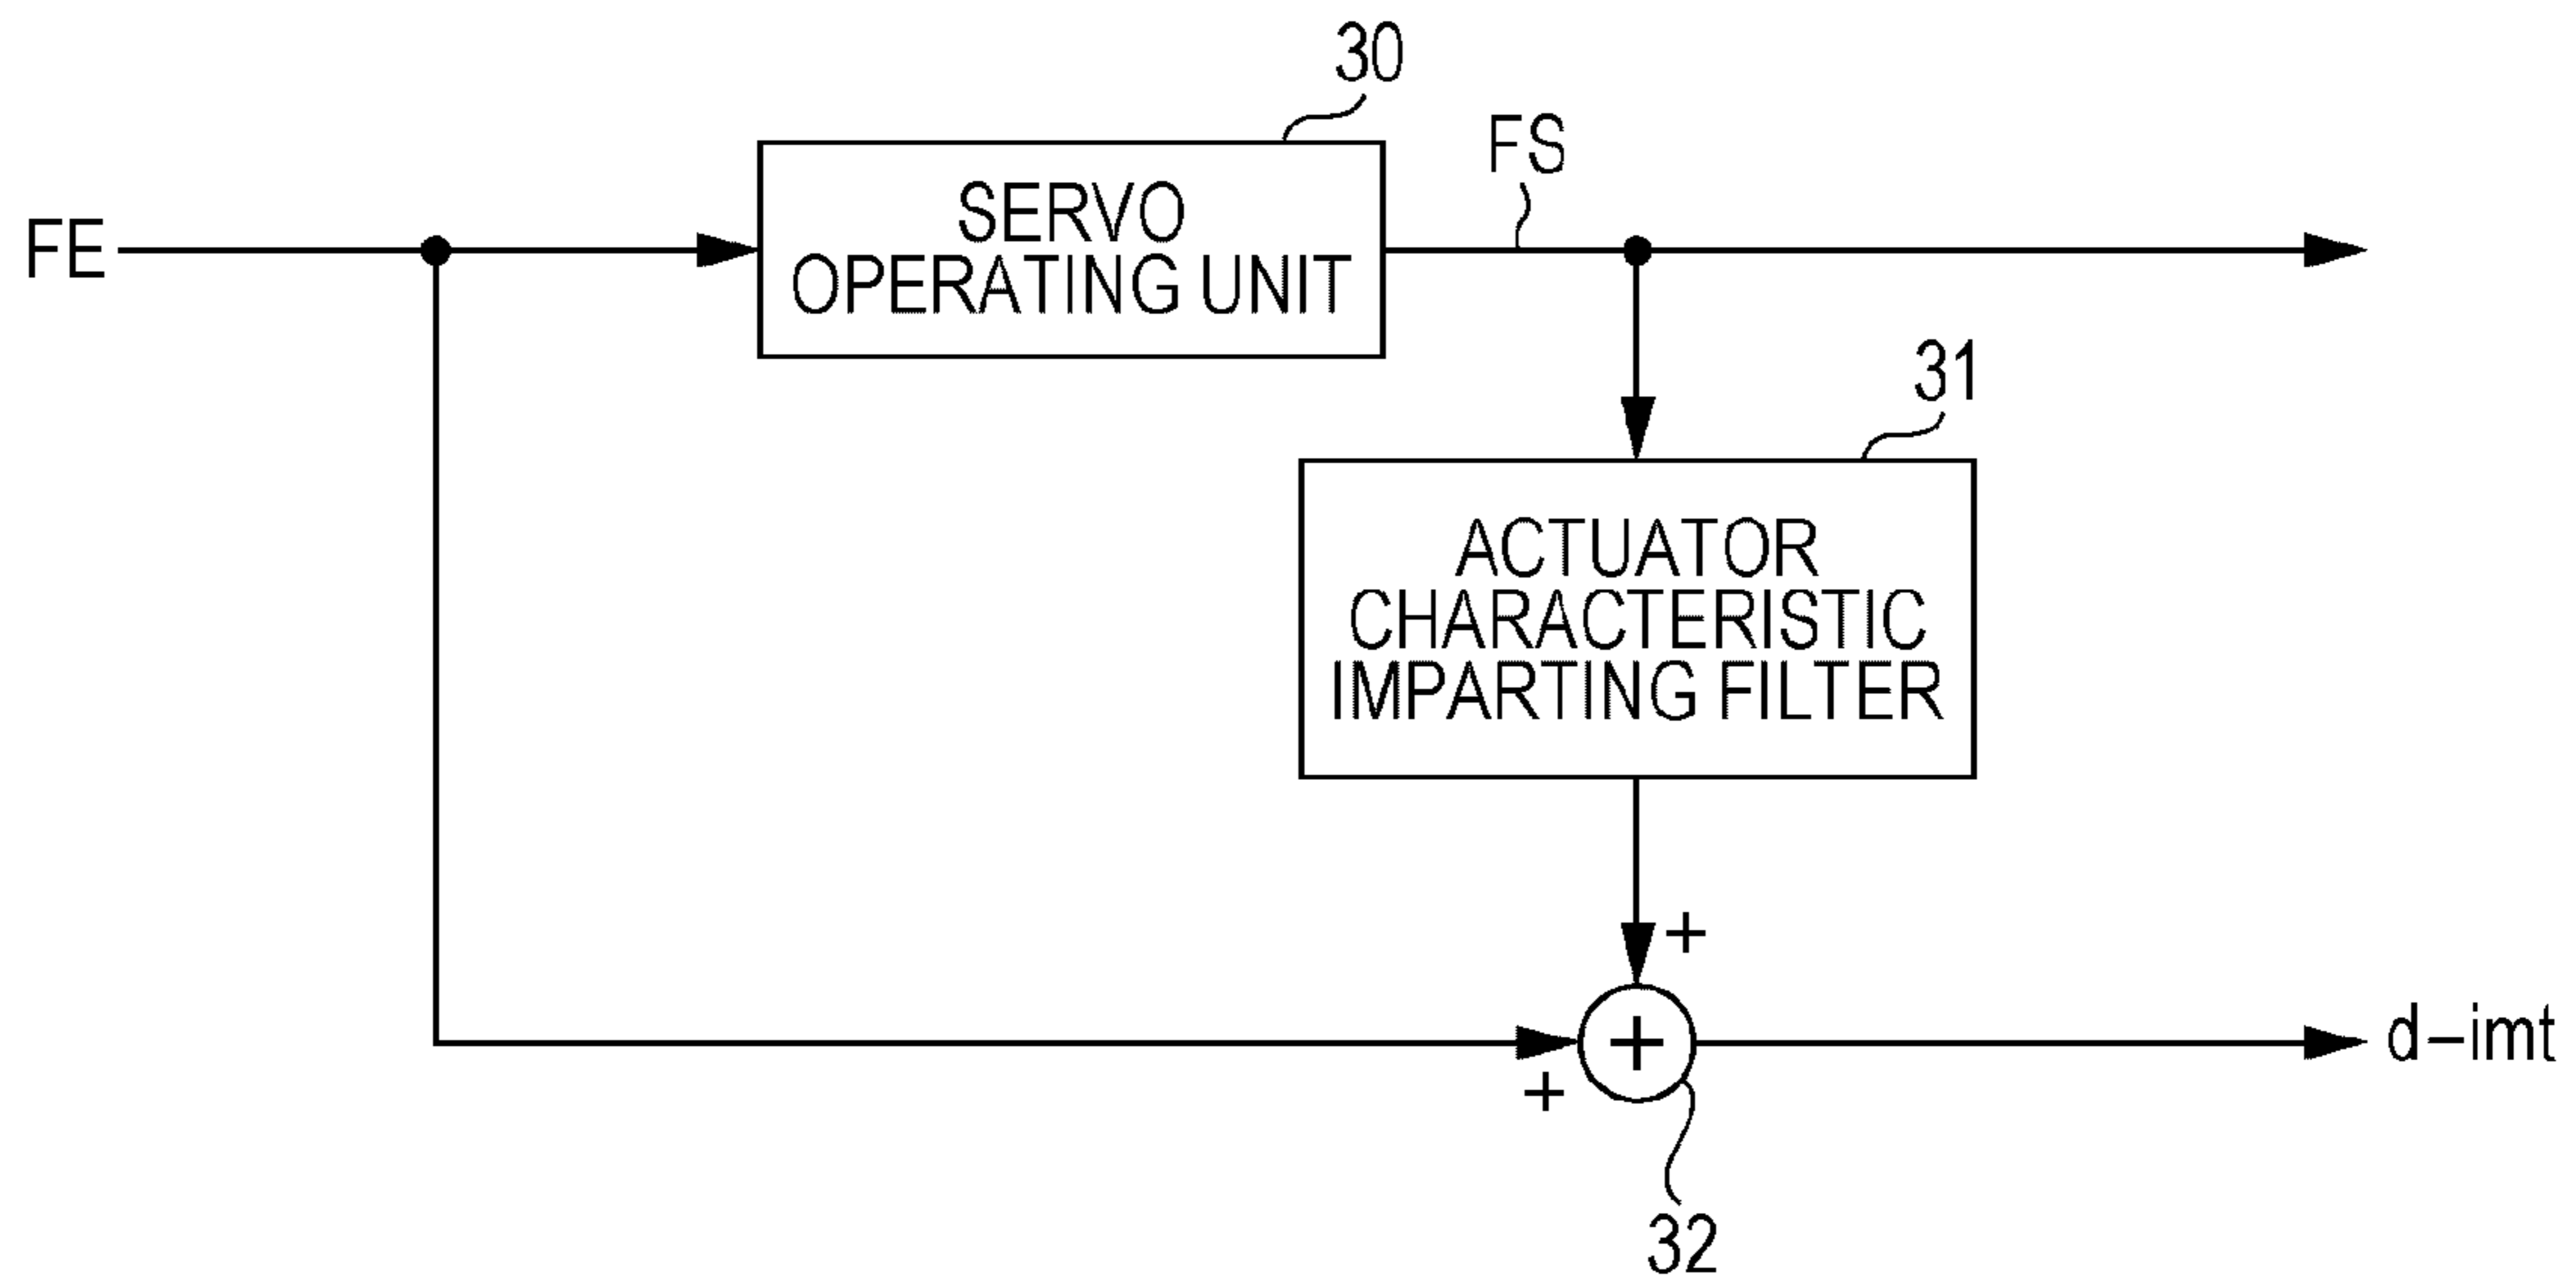 30
FS
FE
SERVO
OPERATING UNIT
31
ACTUATOR
CHARACTERISTIC
IMPARTING FILTER
+
+
+
d-imt
32